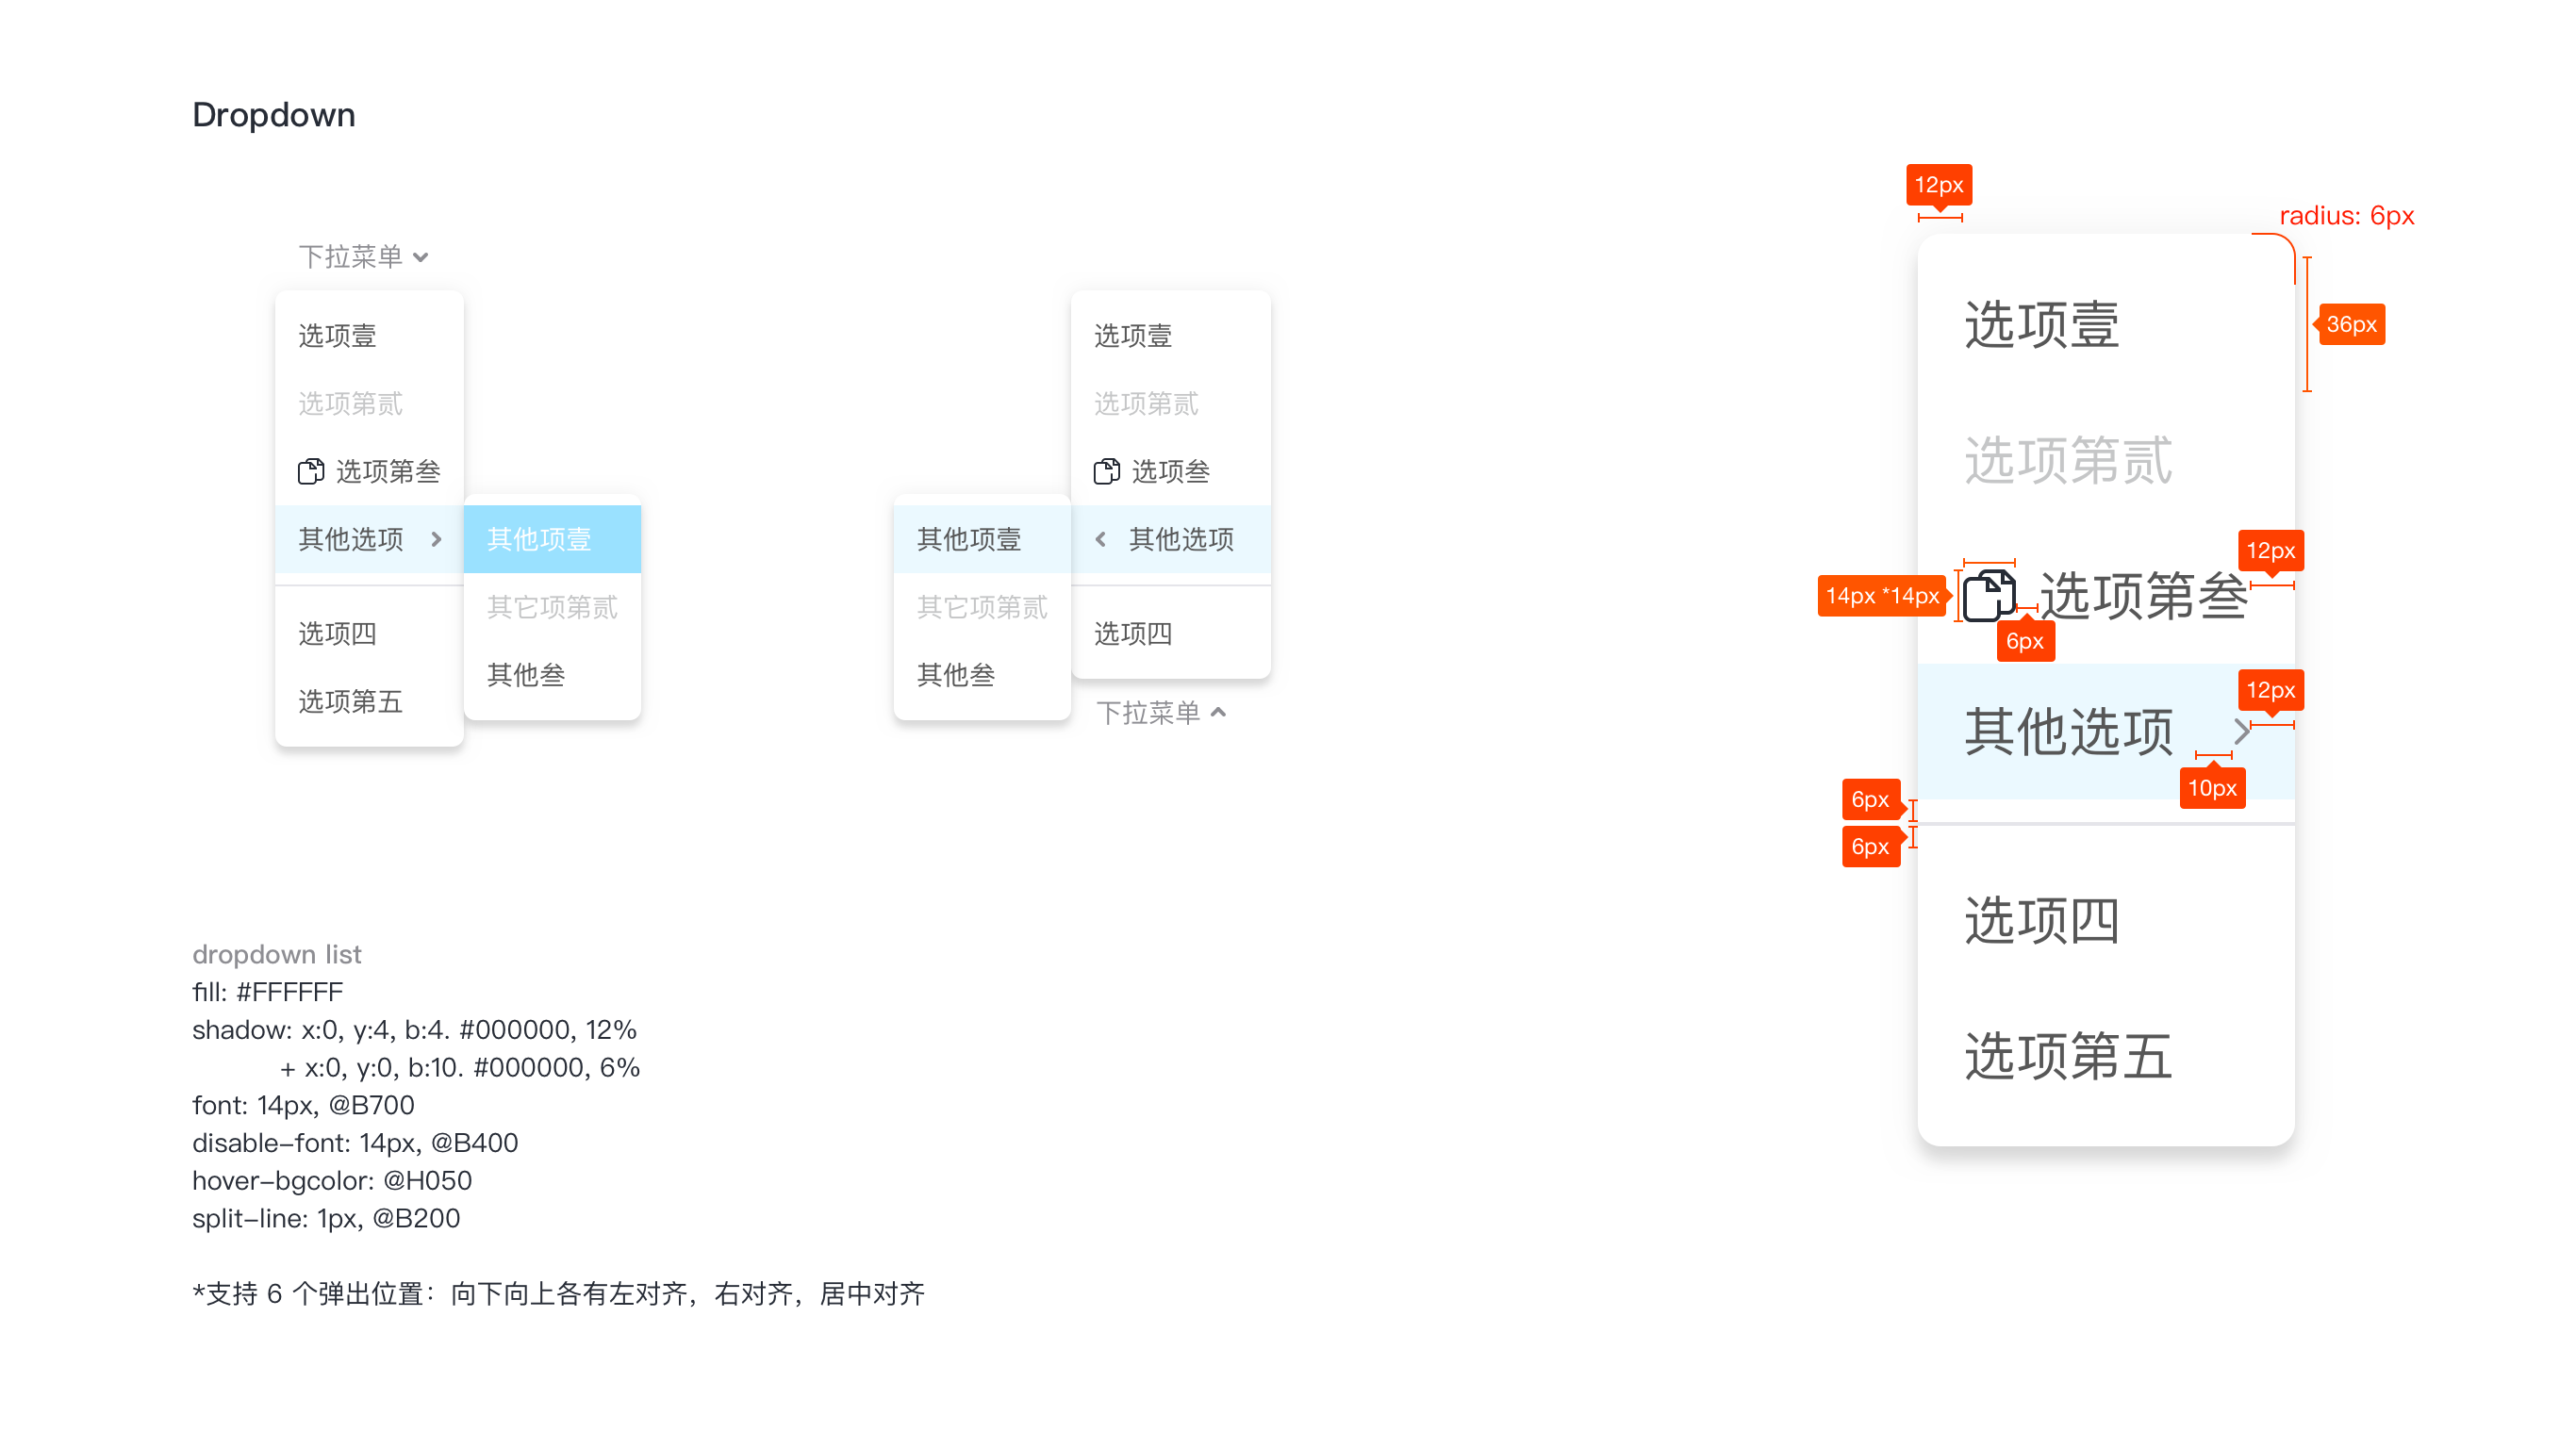 Dropdown
下拉菜单
选项壹
选项第贰
选项第叁
其他选项
选项四
选项第五
其他项壹
其它项第贰
其他叁
选项壹
选项第贰
选项叁
其他选项
选项四
其他项壹
其它项第贰
其他叁
下拉菜单
12px
radius: 6px
选项壹
36px
选项第贰
12px
14px *14px
选项第叁
6px
12px
其他选项
10px
6px
6px
选项四
选项第五
dropdown list
fill: #FFFFFF
shadow: x:0, y:4, b:4. #000000, 12%
+ x:0, y:0, b:10. #000000, 6%
font: 14px, @B700
disable-font: 14px, @B400
hover-bgcolor: @H050
split-line: 1px, @B200
*支持 6 个弹出位置：向下向上各有左对齐，右对齐，居中对齐